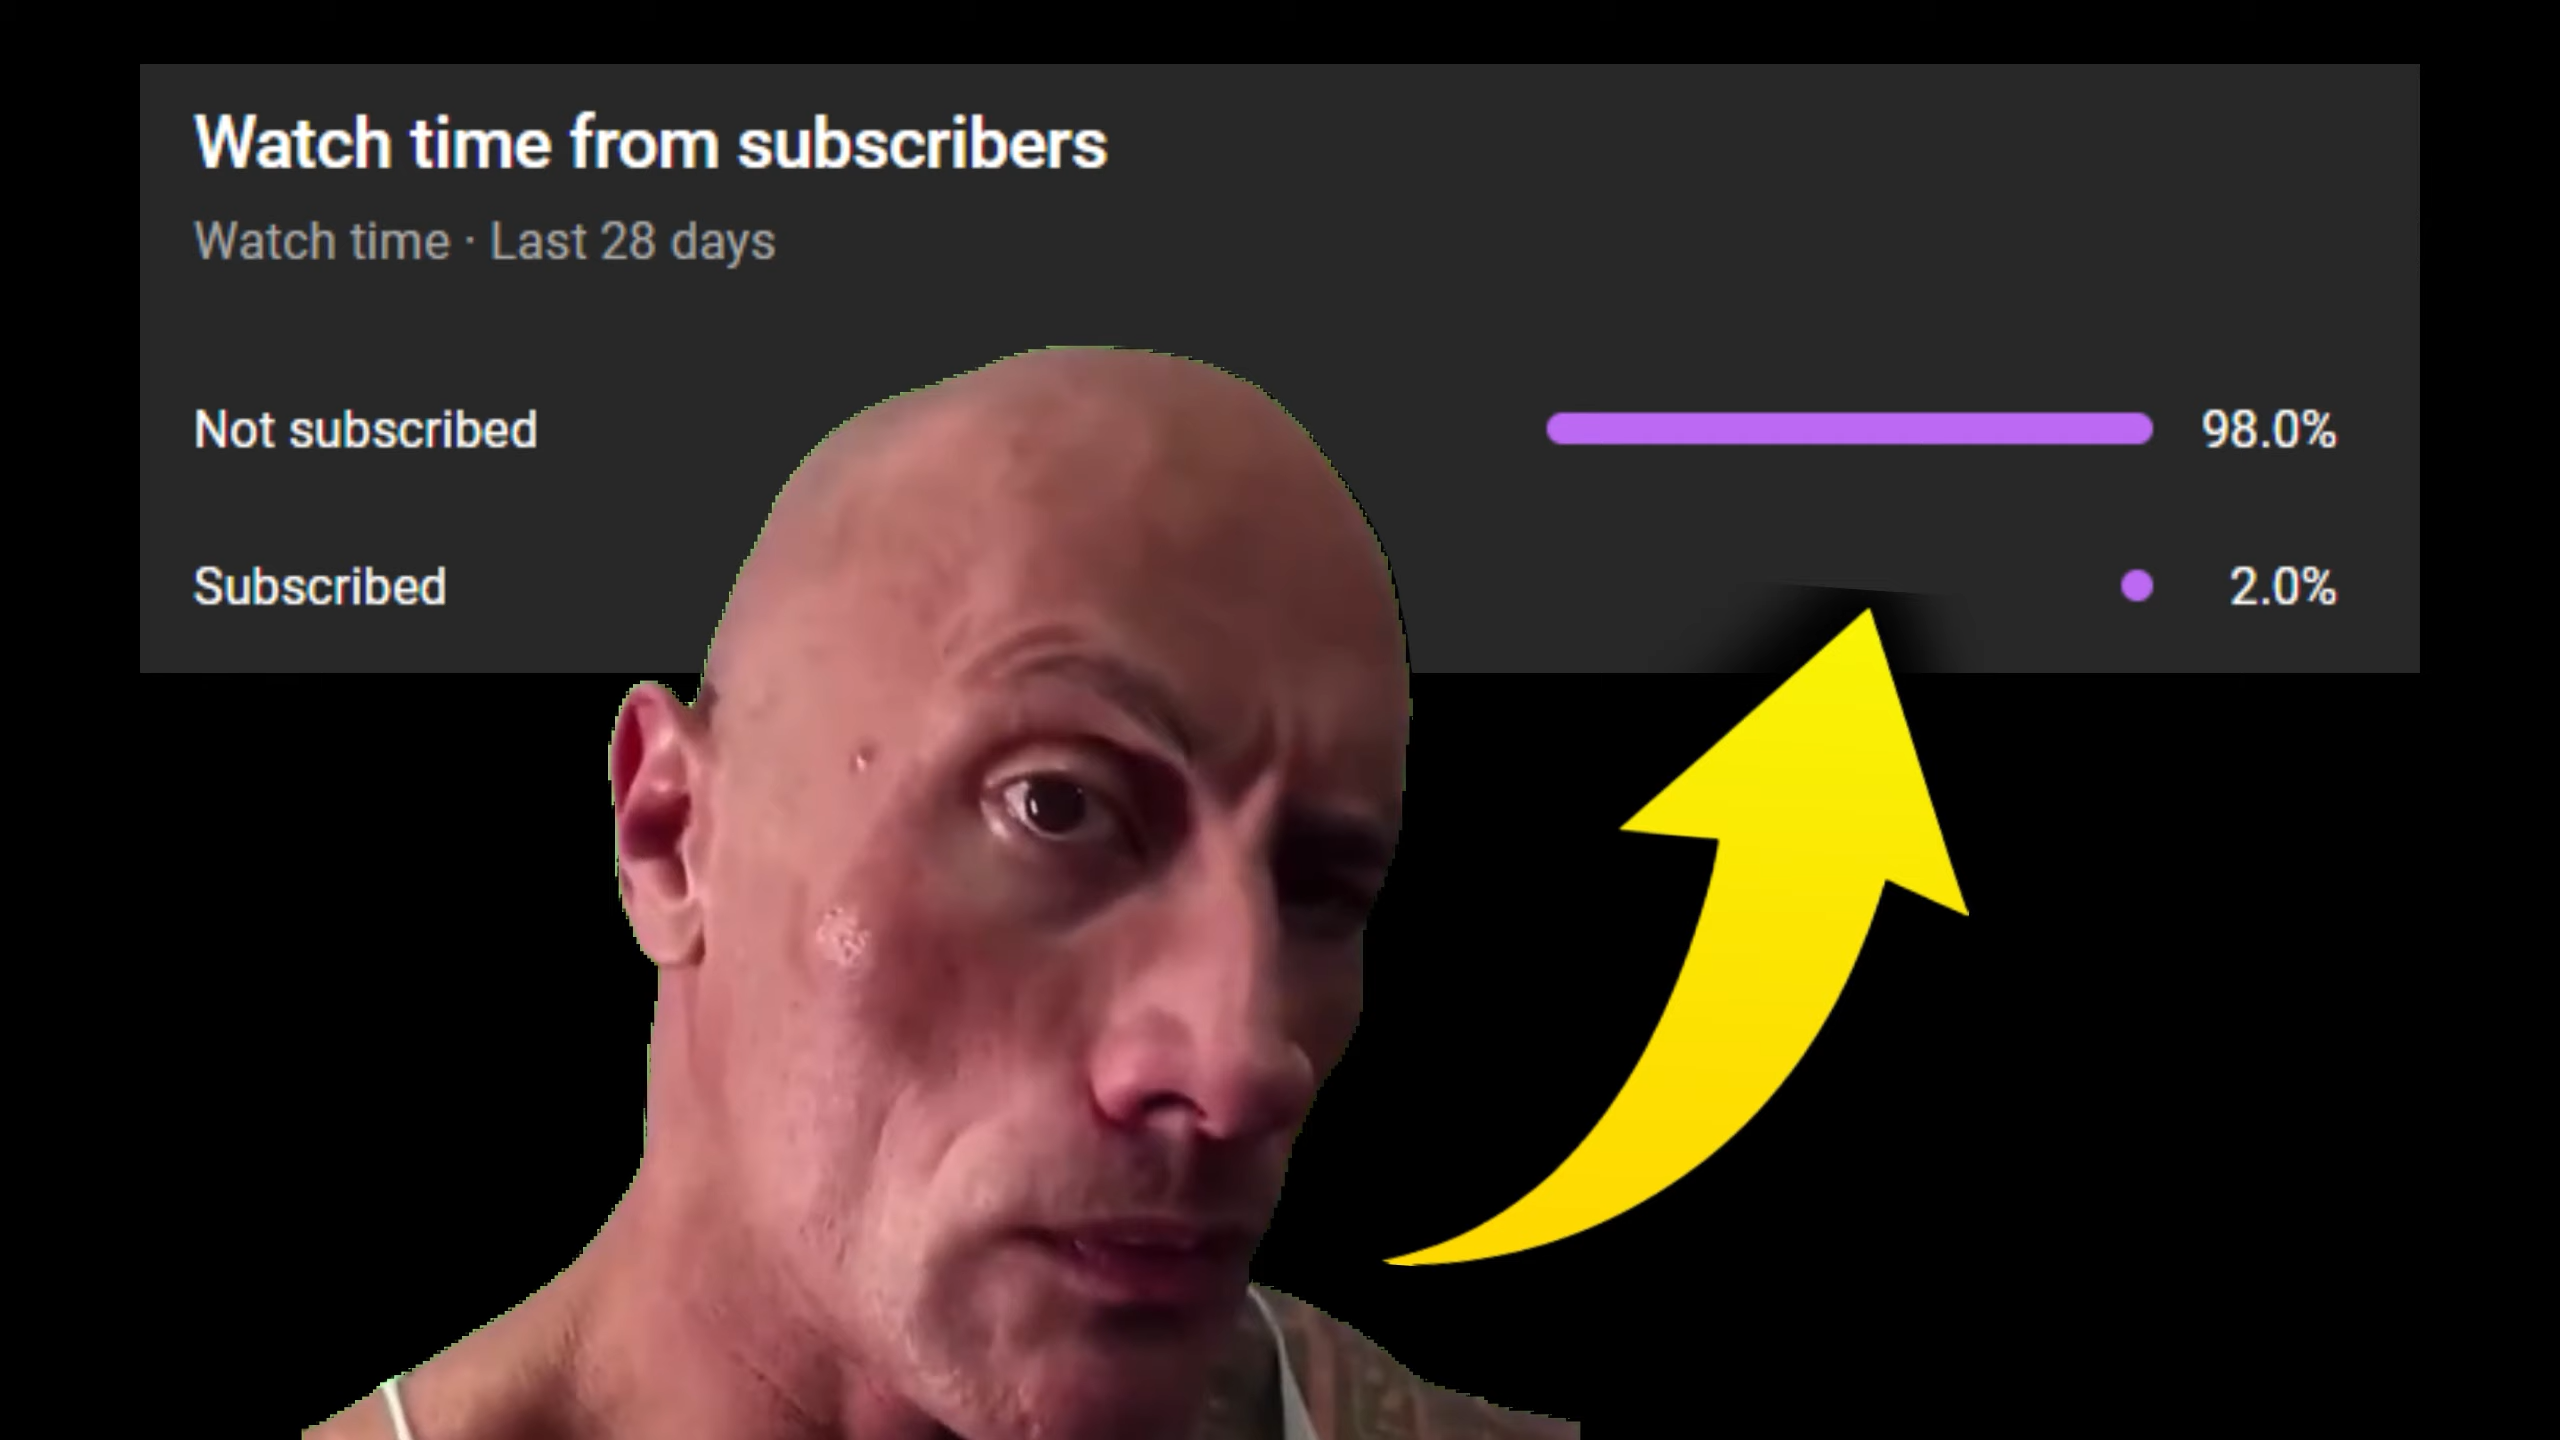 Watch time from subscribers
Watch time · Last 28 days
Not subscribed 98.0%
Subscribed 2.0%